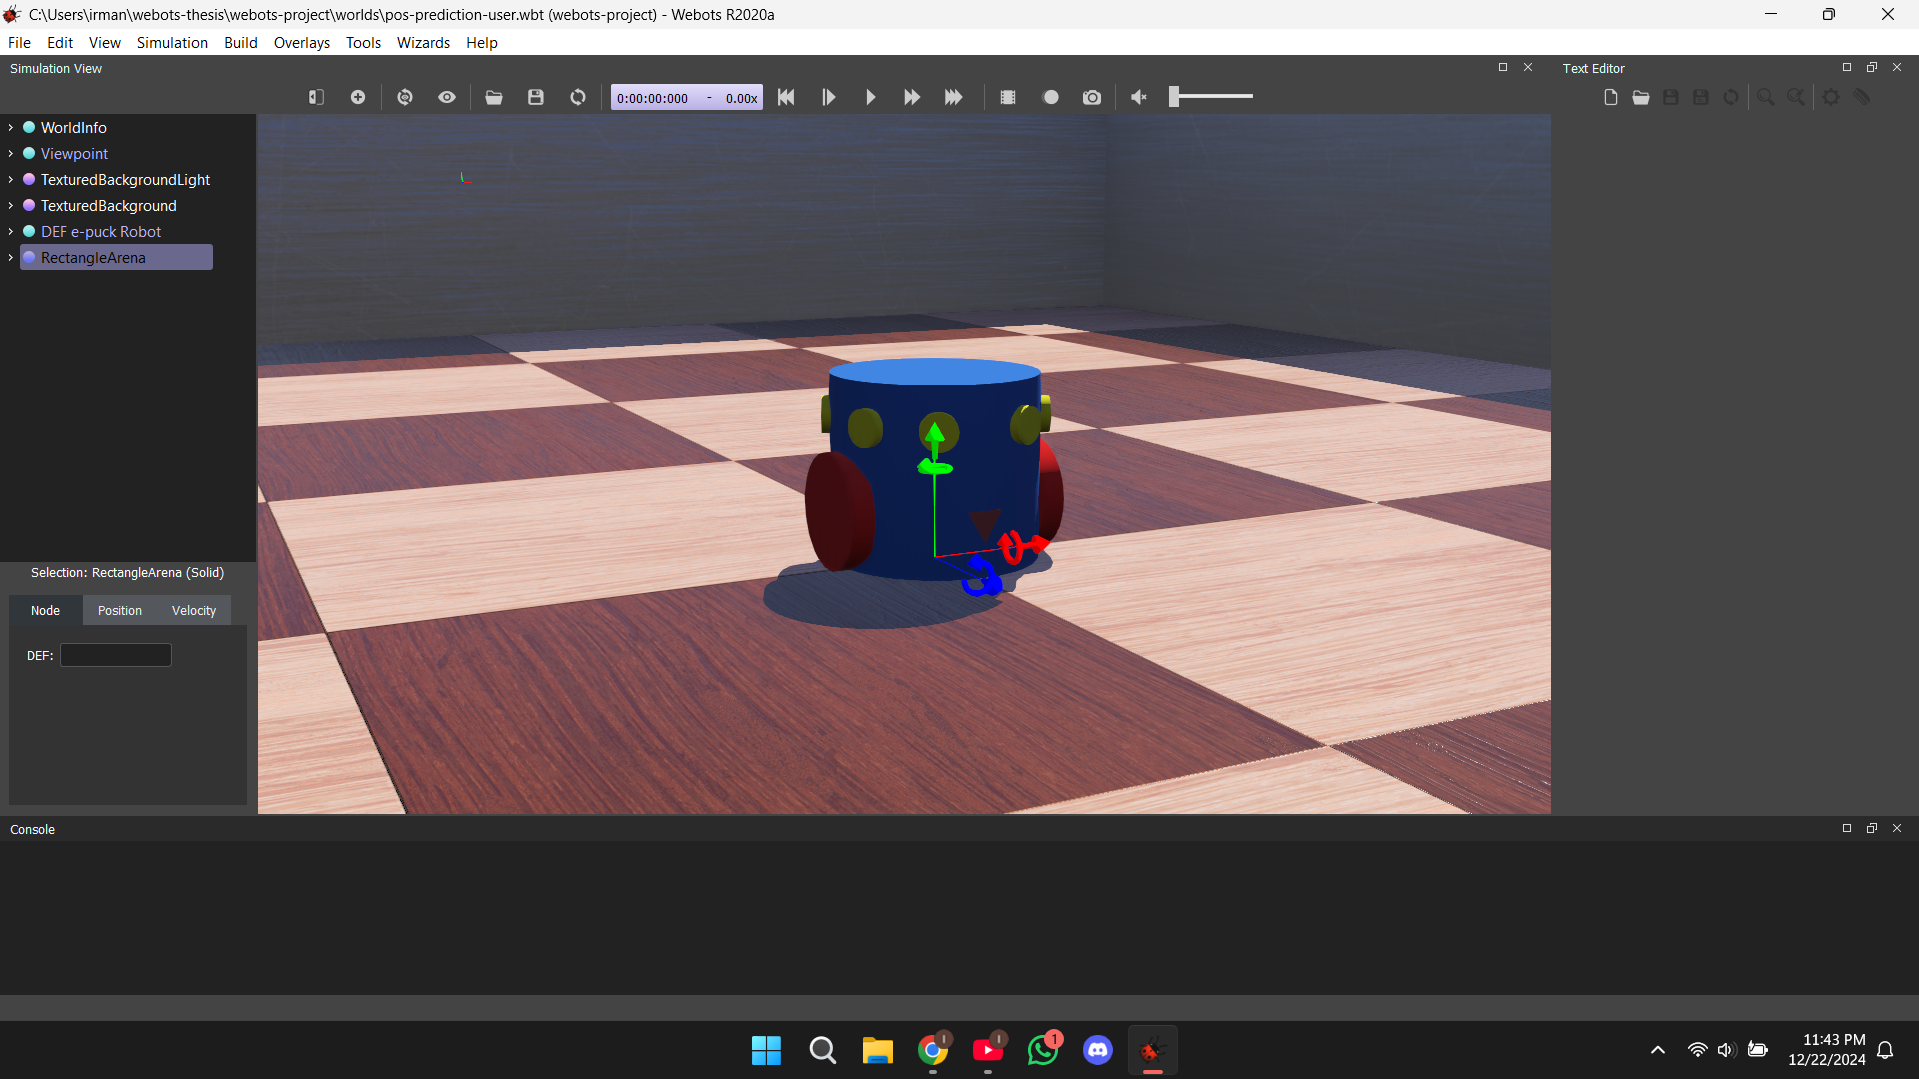 C:\Users\irman\webots-thesis\webots-project\worlds\pos-prediction-user.wbt (webots-project) - Webots R2020a
File Edit View Simulation Build Overlays Tools Wizards Help
Simulation View
Text Editor
0:00:00:000 - 0.00x
WorldInfo
Viewpoint
TexturedBackgroundLight
TexturedBackground
DEF e-puck Robot
RectangleArena
Selection: RectangleArena (Solid)
Node Position Velocity
DEF:
Console
1
11:43 PM
12/22/2024